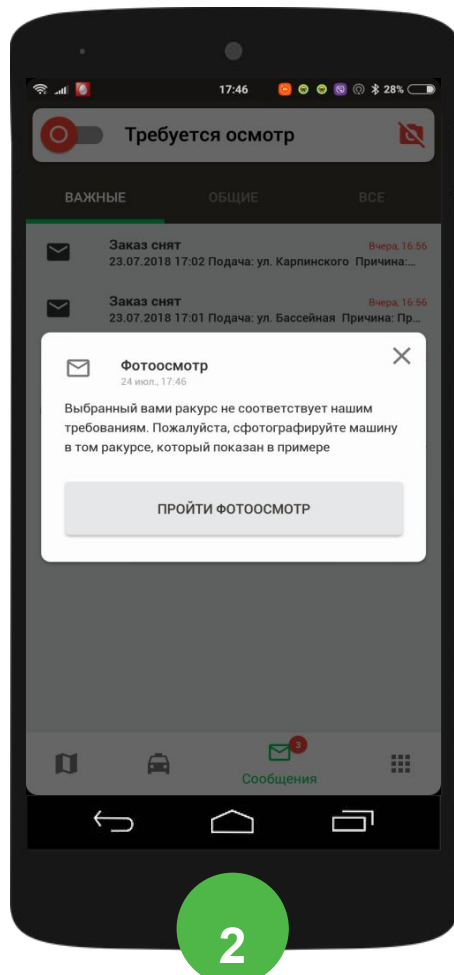 17:46
28%
Требуется осмотр
ВАЖНЫЕ
ОБЩИЕ
ВСЕ
Заказ снят
Вчера, 16:56
23.07.2018 17:02 Подача: ул. Карпинского Причина:...
Заказ снят
Вчера, 16:56
23.07.2018 17:01 Подача: ул. Бассейная Причина: Пр...
Фотоосмотр
24 июл., 17:46
Выбранный вами ракурс не соответствует нашим
требованиям. Пожалуйста, сфотографируйте машину
в том ракурсе, который показан в примере
ПРОЙТИ ФОТООСМОТР
3
Сообщения
2